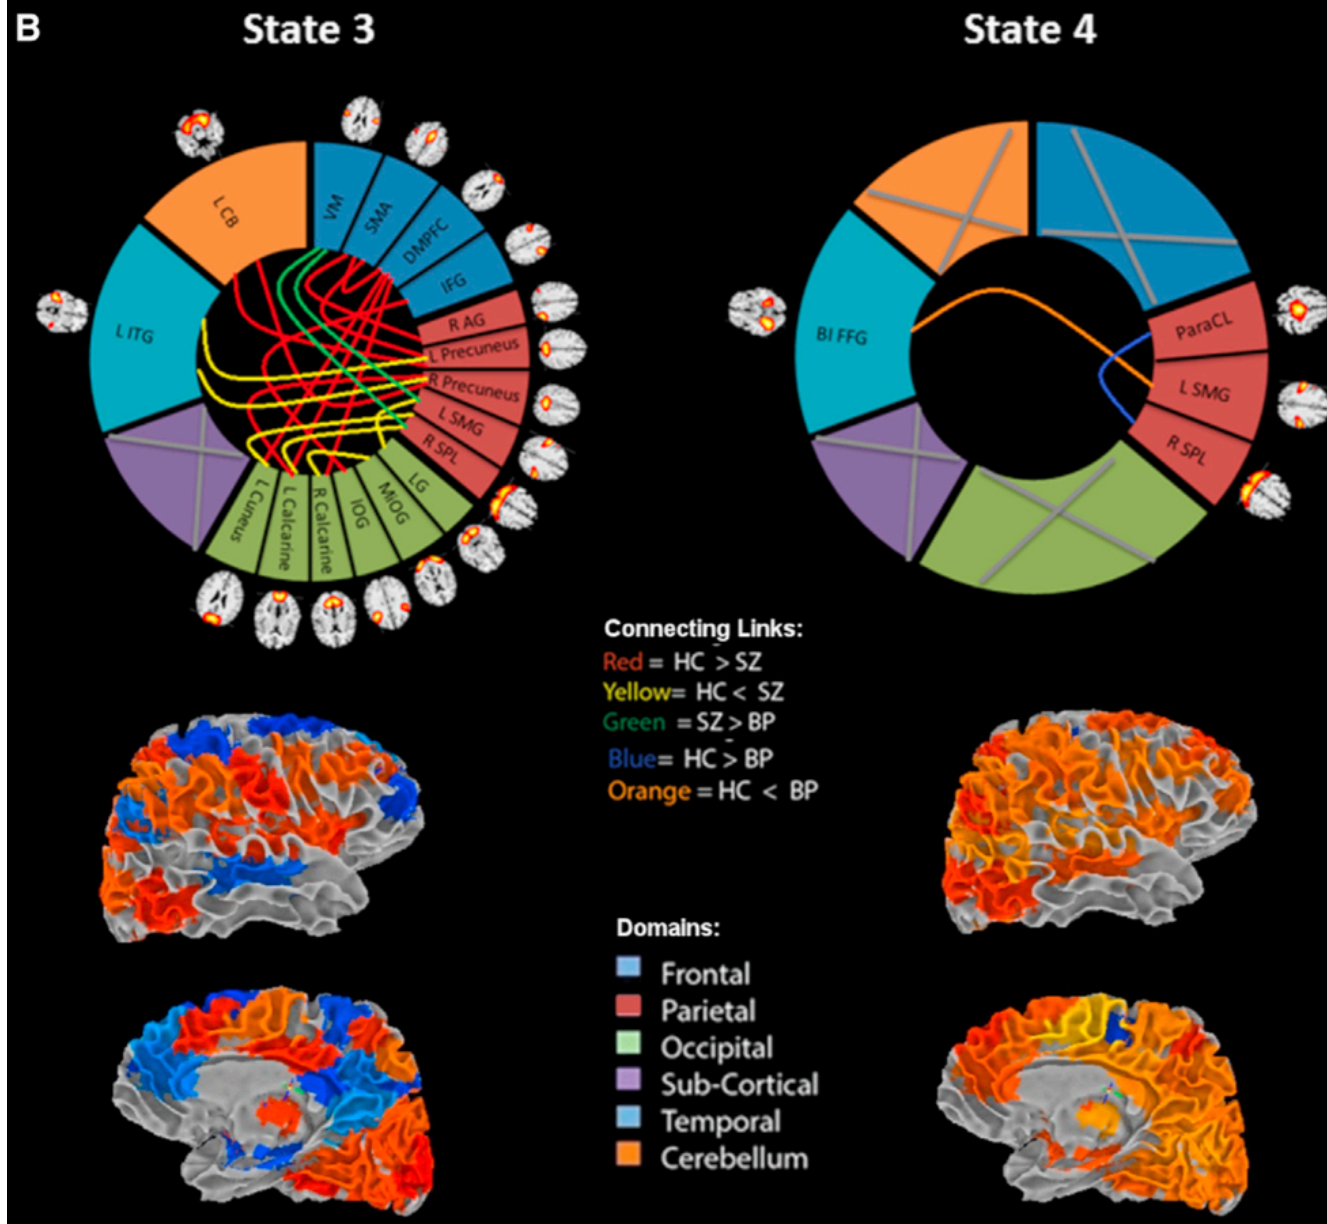 B
State 3
State 4
L CB
VM
SMA
DMPFC
IFG
R AG
L Precuneus
R Precuneus
L SMG
R SPL
LG
MiOG
IOG
R Calcarine
L Calcarine
L Cuneus
L ITG
BI FFG
ParaCL
L SMG
R SPL
Connecting Links:
Red = HC > SZ
Yellow= HC < SZ
Green = SZ > BP
Blue= HC > BP
Orange = HC < BP
Domains:
Frontal
Parietal
Occipital
Sub-Cortical
Temporal
Cerebellum